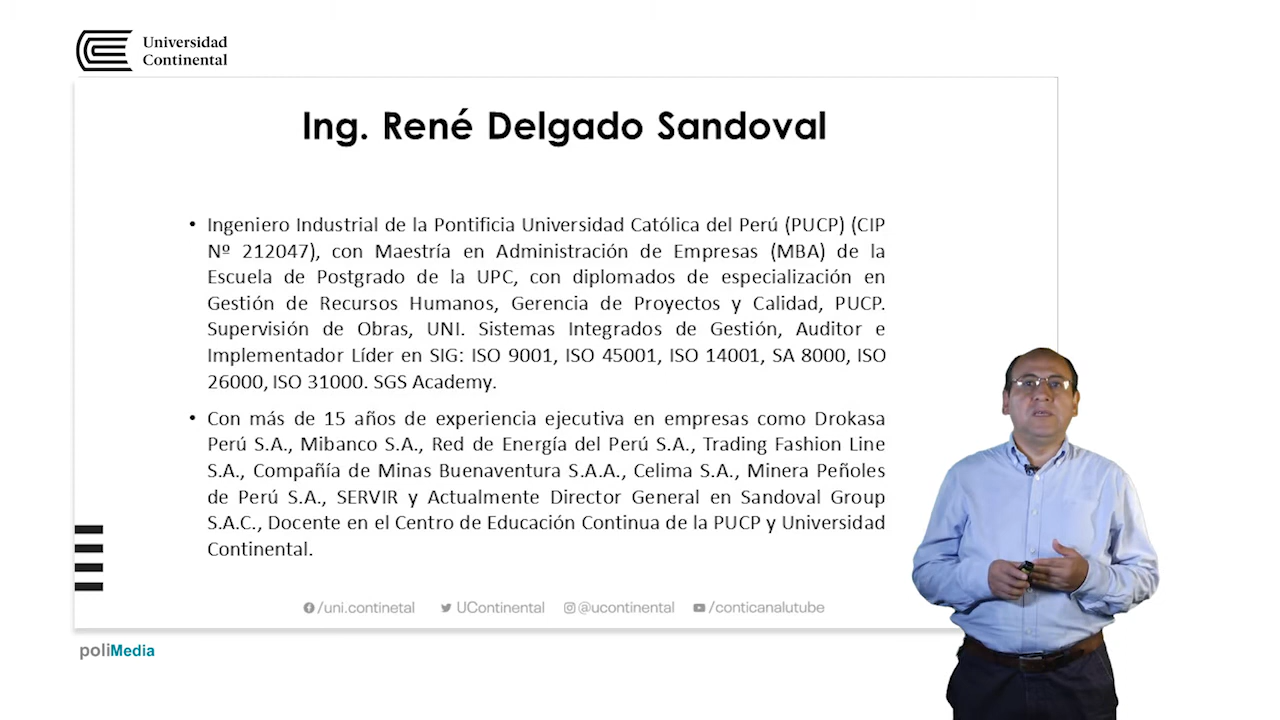 Universidad
Continental
Ing. René Delgado Sandoval
• Ingeniero Industrial de la Pontificia Universidad Católica del Perú (PUCP) (CIP
Nº 212047), con Maestría en Administración de Empresas (MBA) de la
Escuela de Postgrado de la UPC, con diplomados de especialización en
Gestión de Recursos Humanos, Gerencia de Proyectos y Calidad, PUCP.
Supervisión de Obras, UNI. Sistemas Integrados de Gestión, Auditor e
Implementador Líder en SIG: ISO 9001, ISO 45001, ISO 14001, SA 8000, ISO
26000, ISO 31000. SGS Academy.
• Con más de 15 años de experiencia ejecutiva en empresas como Drokasa
Perú S.A., Mibanco S.A., Red de Energía del Perú S.A., Trading Fashion Line
S.A., Compañía de Minas Buenaventura S.A.A., Celima S.A., Minera Peñoles
de Perú S.A., SERVIR y Actualmente Director General en Sandoval Group
S.A.C., Docente en el Centro de Educación Continua de la PUCP y Universidad
Continental.
/uni.continetal UContinental @ucontinental /conticanalutube
poliMedia